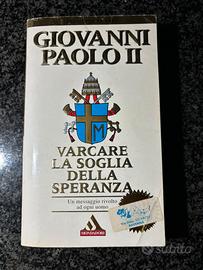 GIOVANNI
PAOLO II
VARCARE
LA SOGLIA
DELLA
SPERANZA
Un messaggio rivolto
ad ogni uomo
MONDADORI
subito